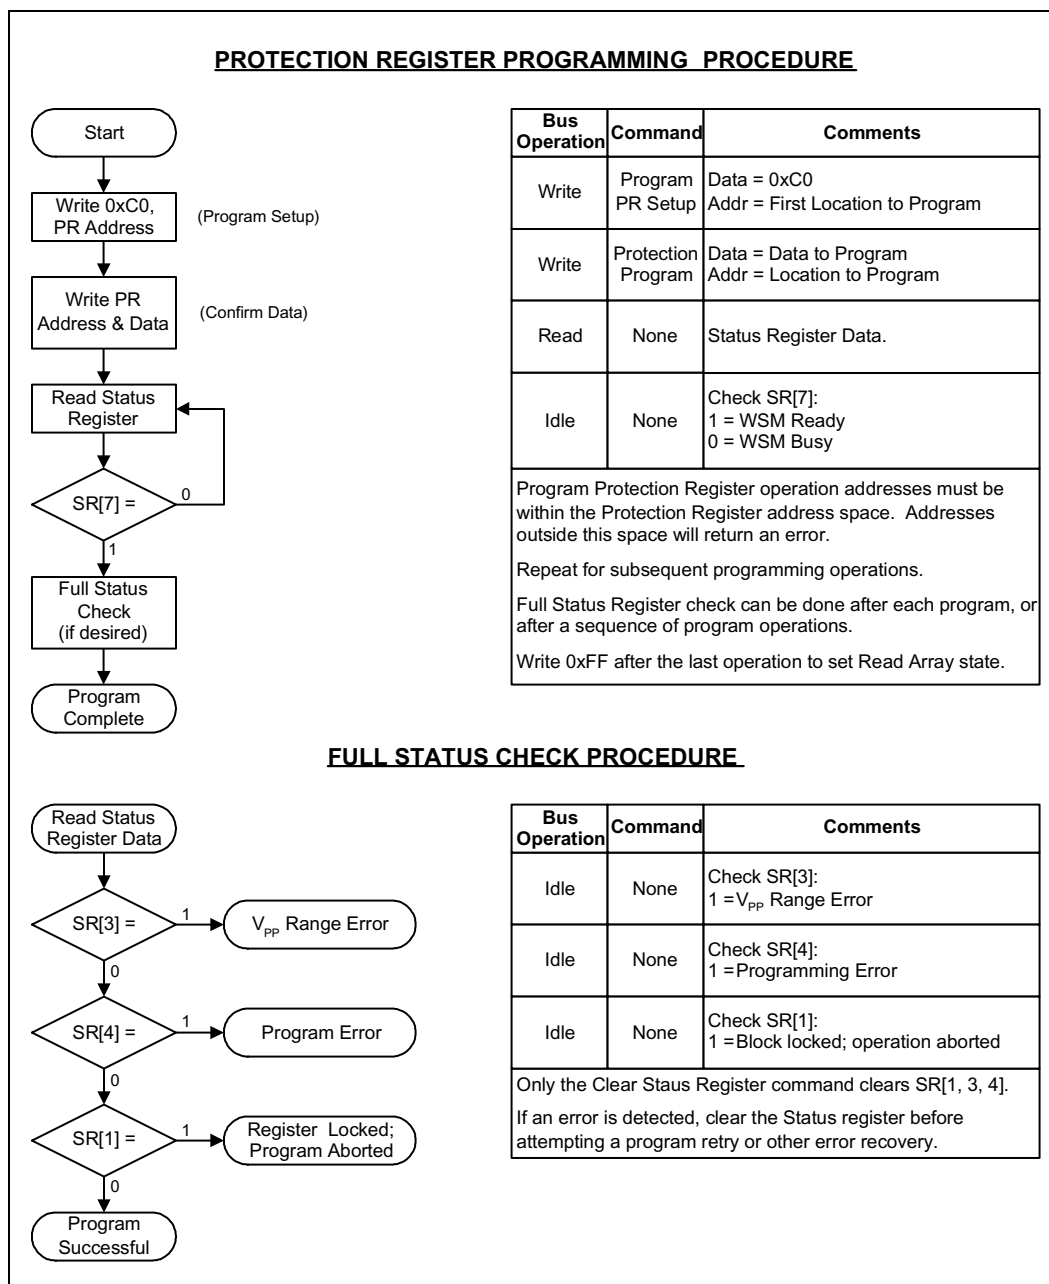 PROTECTION REGISTER PROGRAMMING PROCEDURE
Start
Write 0xC0,
PR Address
(Program Setup)
Write PR
Address & Data
(Confirm Data)
Read Status
Register
SR[7] =
0
1
Full Status
Check
(if desired)
Program
Complete
Bus
Operation
Command
Comments
Write
Program
PR Setup
Data = 0xC0
Addr = First Location to Program
Write
Protection
Program
Data = Data to Program
Addr = Location to Program
Read
None
Status Register Data.
Idle
None
Check SR[7]:
1 = WSM Ready
0 = WSM Busy
Program Protection Register operation addresses must be
within the Protection Register address space. Addresses
outside this space will return an error.
Repeat for subsequent programming operations.
Full Status Register check can be done after each program, or
after a sequence of program operations.
Write 0xFF after the last operation to set Read Array state.
FULL STATUS CHECK PROCEDURE
Read Status
Register Data
SR[3] =
1
VPP Range Error
0
SR[4] =
1
Program Error
0
SR[1] =
1
Register Locked;
Program Aborted
0
Program
Successful
Bus
Operation
Command
Comments
Idle
None
Check SR[3]:
1 =VPP Range Error
Idle
None
Check SR[4]:
1 =Programming Error
Idle
None
Check SR[1]:
1 =Block locked; operation aborted
Only the Clear Staus Register command clears SR[1, 3, 4].
If an error is detected, clear the Status register before
attempting a program retry or other error recovery.